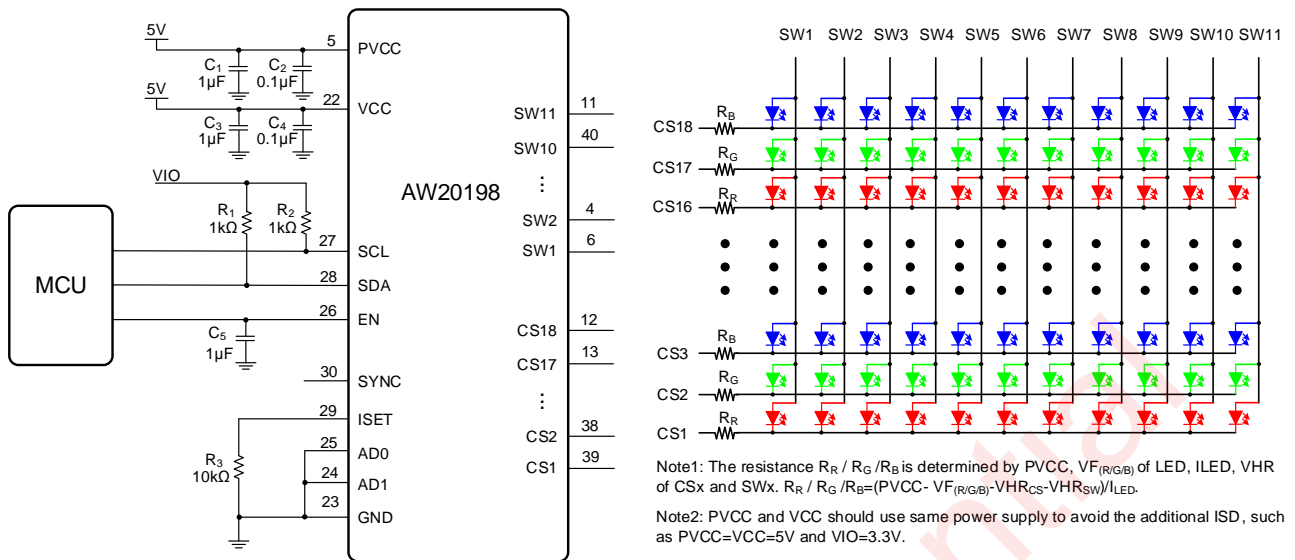 5V
5
PVCC
C1
1µF
C2
0.1µF
5V
22
VCC
C3
1µF
C4
0.1µF
VIO
R1
1kΩ
R2
1kΩ
MCU
27
SCL
28
SDA
26
EN
C5
1µF
30
SYNC
29
ISET
25
AD0
24
AD1
23
GND
R3
10kΩ
AW20198
SW11
11
SW10
40
SW2
4
SW1
6
CS18
12
CS17
13
CS2
38
CS1
39
SW1 SW2 SW3 SW4 SW5 SW6 SW7 SW8 SW9 SW10 SW11
RB
CS18
RG
CS17
RR
CS16
RB
CS3
RG
CS2
RR
CS1
Note1: The resistance RR / RG /RB is determined by PVCC, VF(R/G/B) of LED, ILED, VHR
of CSx and SWx. RR / RG /RB=(PVCC- VF(R/G/B)-VHRCS-VHRSW)/ILED.
Note2: PVCC and VCC should use same power supply to avoid the additional ISD, such
as PVCC=VCC=5V and VIO=3.3V.
ential